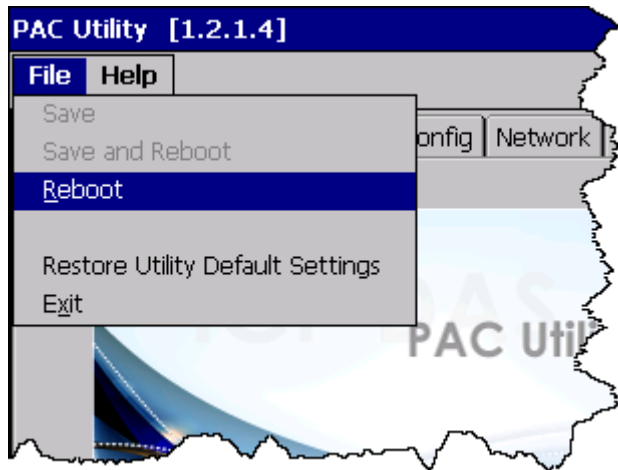 PAC Utility [1.2.1.4]
File Help
Save
Save and Reboot
onfig Network
Reboot
Restore Utility Default Settings
Exit
PAC Util